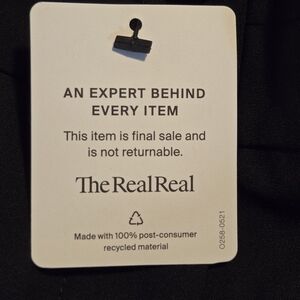 AN EXPERT BEHIND
EVERY ITEM
This item is final sale and
is not returnable.
The RealReal
Made with 100% post-consumer
recycled material
O258-0521